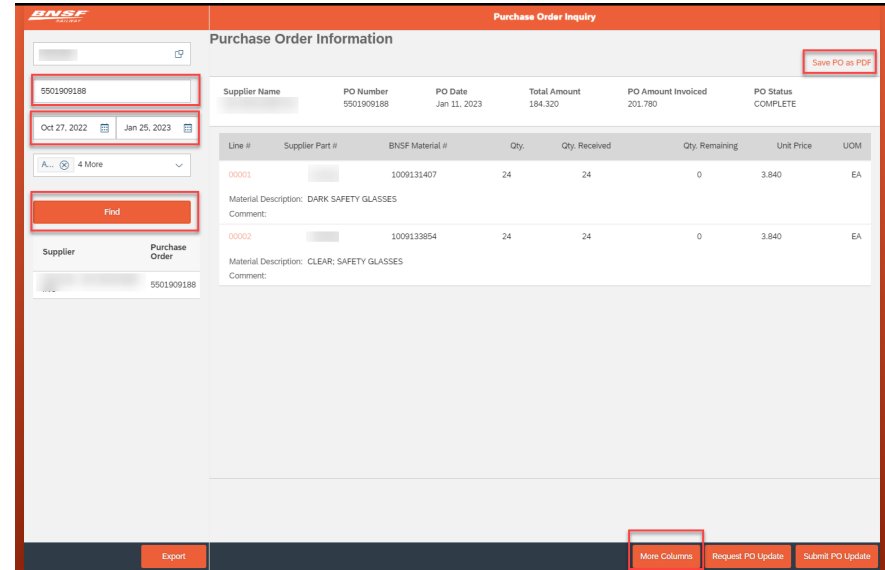 BNSF
RAILWAY
Purchase Order Inquiry
Purchase Order Information
Save PO as PDF
5501909188
Oct 27, 2022 Jan 25, 2023
A... 4 More
Find
Supplier Purchase Order
5501909188
Supplier Name PO Number PO Date Total Amount PO Amount Invoiced PO Status
5501909188 Jan 11, 2023 184.320 201.780 COMPLETE
Line # Supplier Part # BNSF Material # Qty. Qty. Received Qty. Remaining Unit Price UOM
00001 1009131407 24 24 0 3.840 EA
Material Description: DARK SAFETY GLASSES
Comment:
00002 1009133854 24 24 0 3.840 EA
Material Description: CLEAR; SAFETY GLASSES
Comment:
Export More Columns Request PO Update Submit PO Update